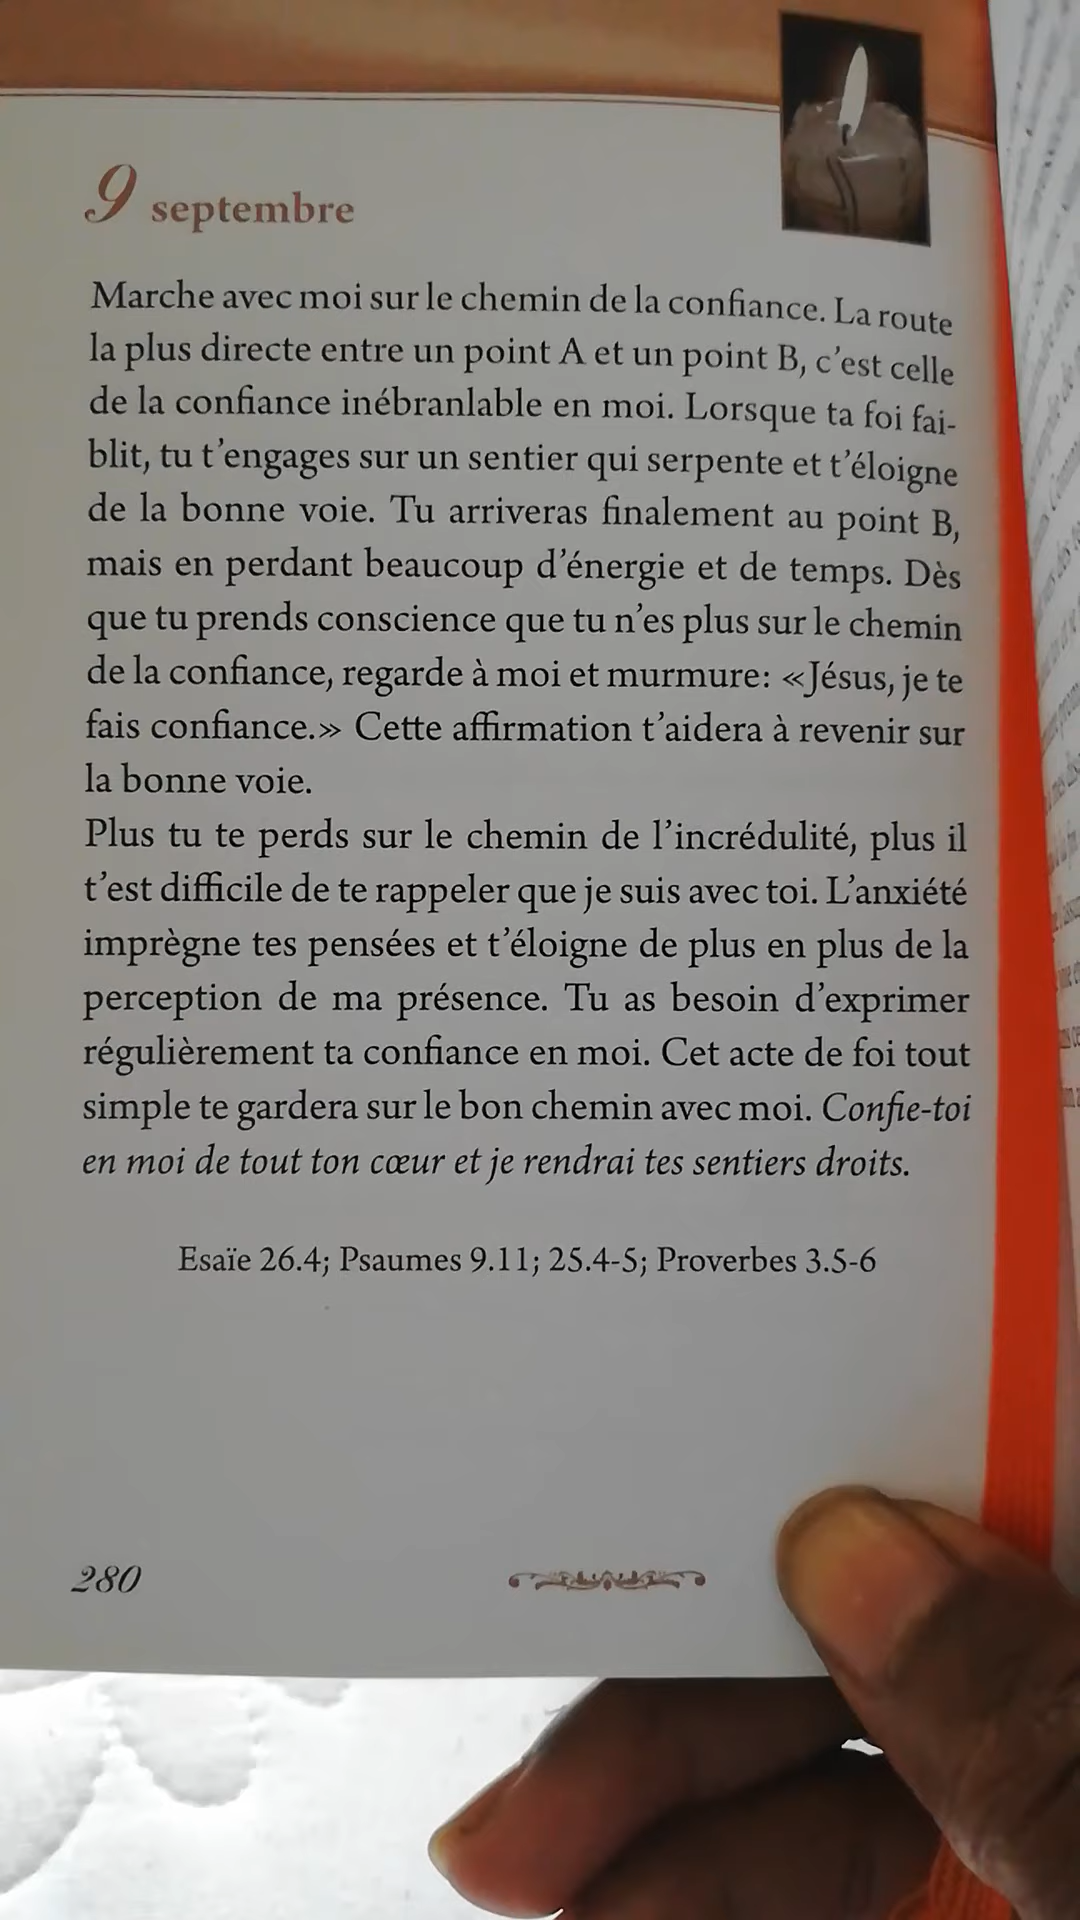 9 septembre
Marche avec moi sur le chemin de la confiance. La route
la plus directe entre un point A et un point B, c’est celle
de la confiance inébranlable en moi. Lorsque ta foi fai-
blit, tu t’engages sur un sentier qui serpente et t’éloigne
de la bonne voie. Tu arriveras finalement au point B,
mais en perdant beaucoup d’énergie et de temps. Dès
que tu prends conscience que tu n’es plus sur le chemin
de la confiance, regarde à moi et murmure: «Jésus, je te
fais confiance.» Cette affirmation t’aidera à revenir sur
la bonne voie.
Plus tu te perds sur le chemin de l’incrédulité, plus il
t’est difficile de te rappeler que je suis avec toi. L’anxiété
imprègne tes pensées et t’éloigne de plus en plus de la
perception de ma présence. Tu as besoin d’exprimer
régulièrement ta confiance en moi. Cet acte de foi tout
simple te gardera sur le bon chemin avec moi. Confie-toi
en moi de tout ton cœur et je rendrai tes sentiers droits.
Esaïe 26.4; Psaumes 9.11; 25.4-5; Proverbes 3.5-6
280